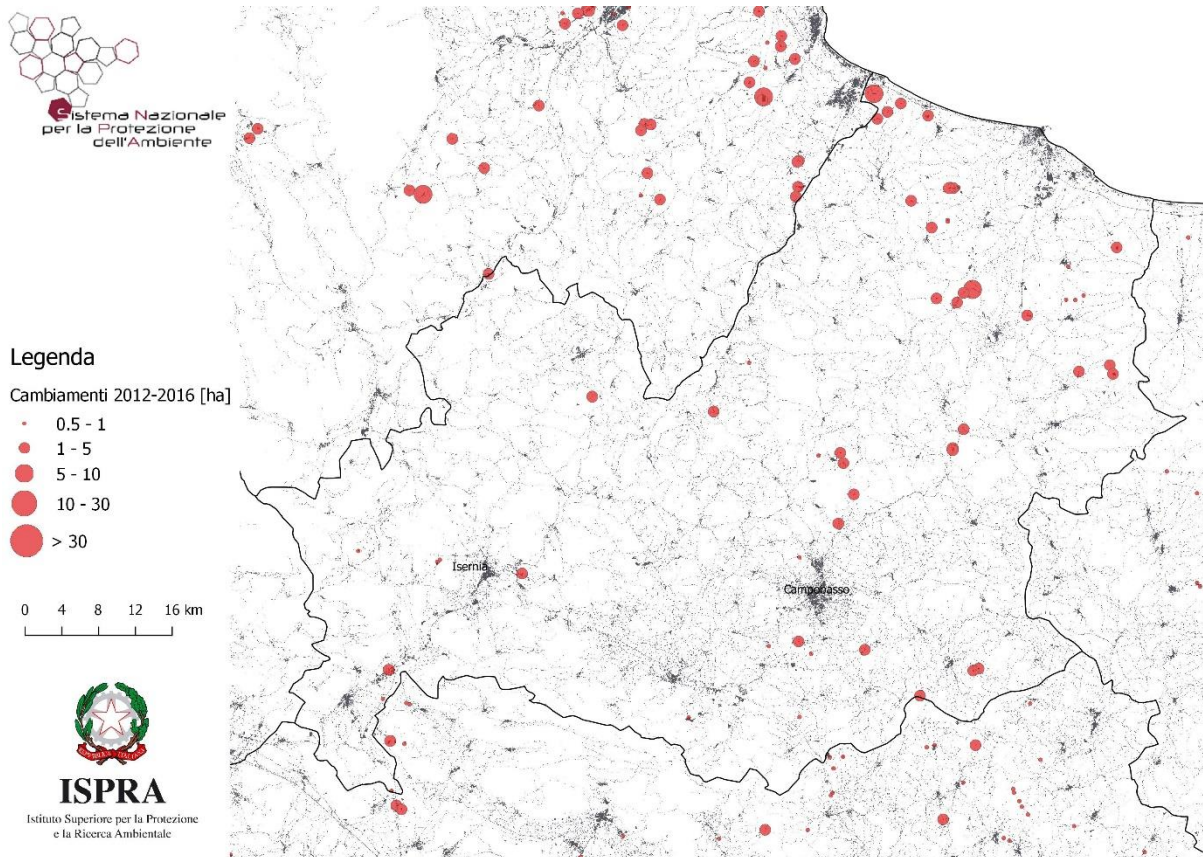 Sistema Nazionale
per la Protezione
dell'Ambiente
Legenda
Cambiamenti 2012-2016 [ha]
0.5 - 1
1 - 5
5 - 10
10 - 30
> 30
0 4 8 12 16 km
ISPRA
Istituto Superiore per la Protezione
e la Ricerca Ambientale
Isernia
Campobasso